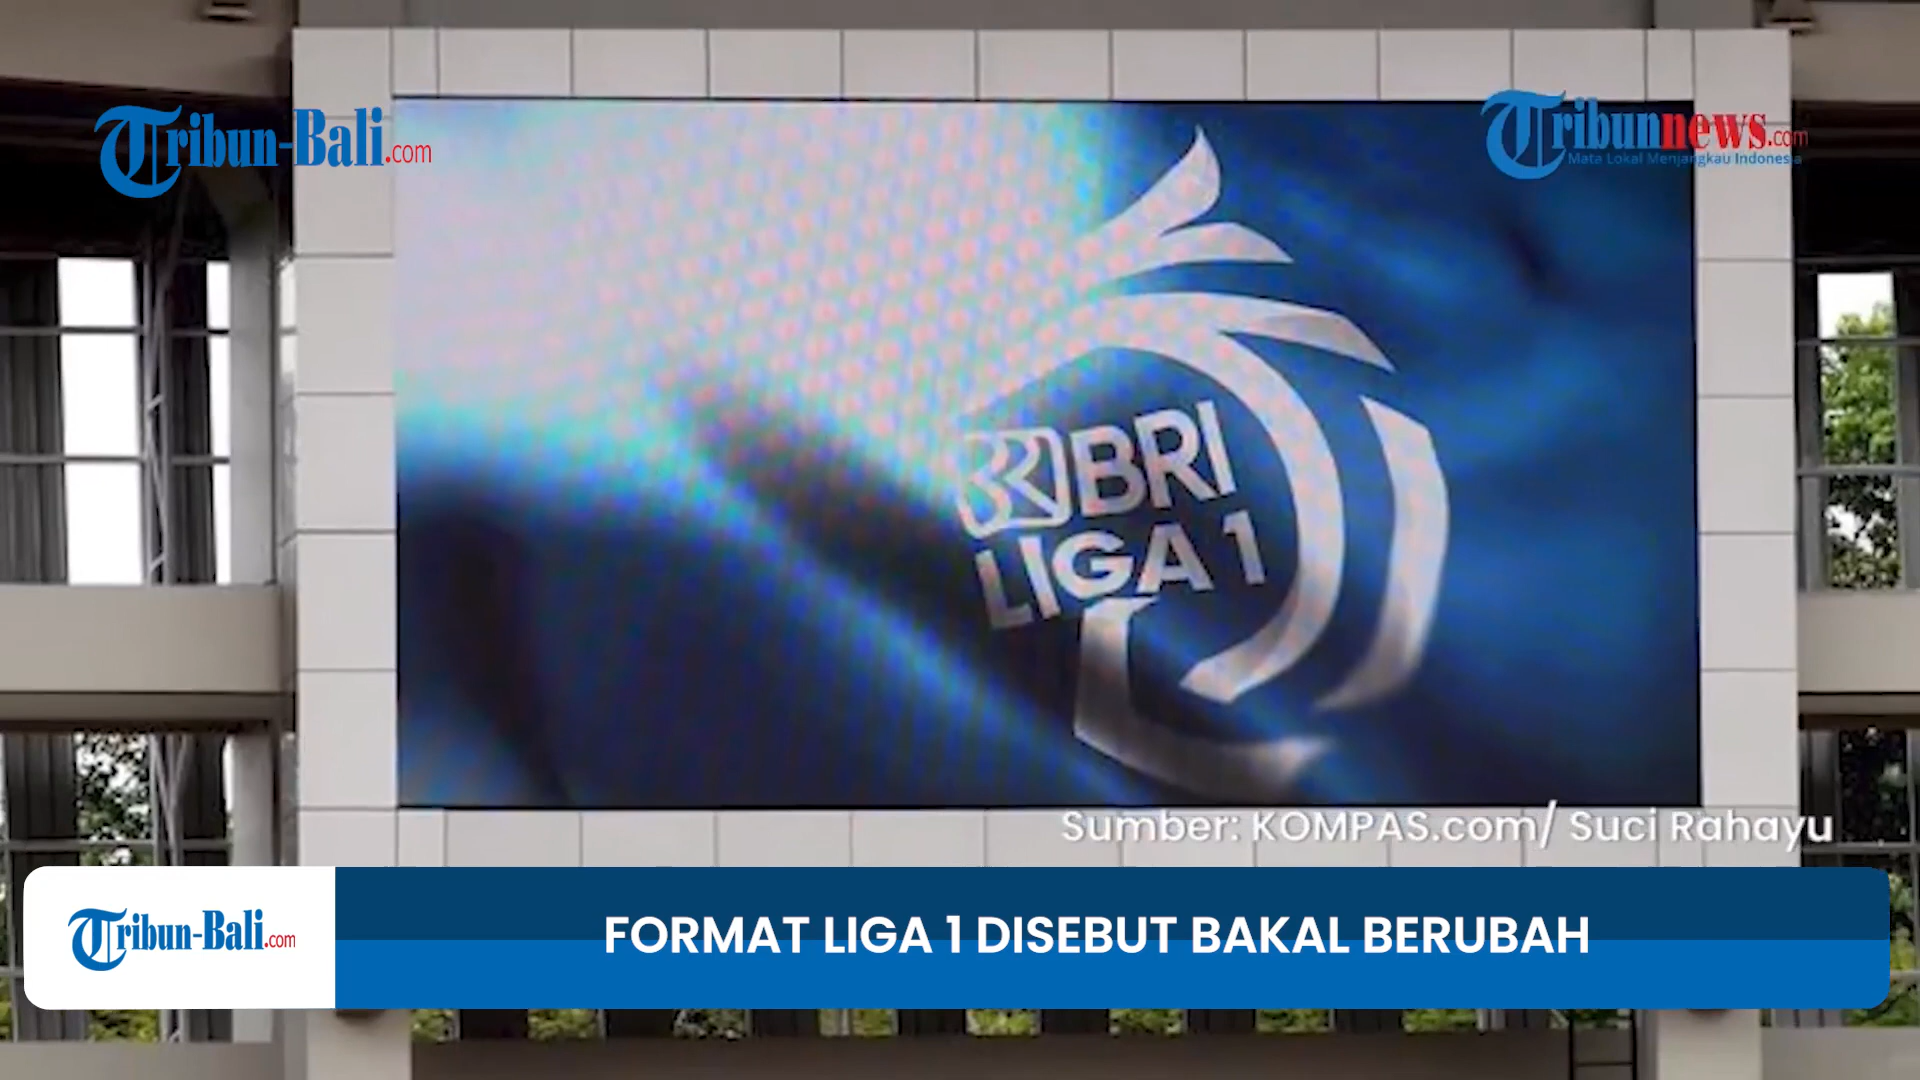 Tribun-Bali.com
Tribunnews.com
Mata Lokal Menjangkau Indonesia
BRI
LIGA 1
Sumber: KOMPAS.com/ Suci Rahayu
Tribun-Bali.com
FORMAT LIGA 1 DISEBUT BAKAL BERUBAH